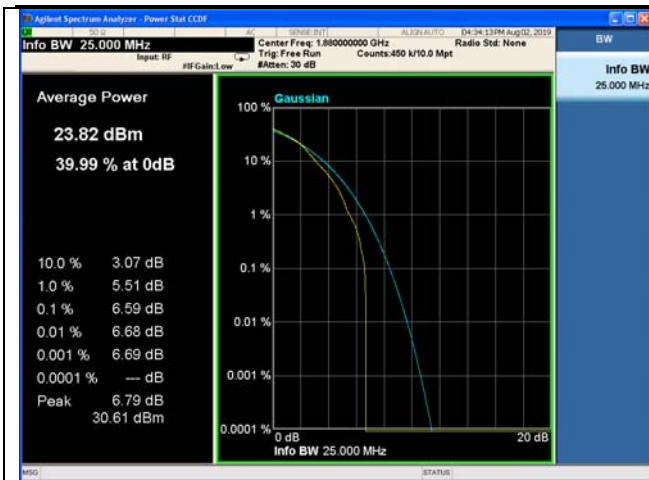 Agilent Spectrum Analyzer - Power Stat CCDF
50 Ω AC SENSE:INT ALIGN AUTO 04:34:13 PM Aug 02, 2019
Info BW 25.000 MHz
Center Freq: 1.880000000 GHz Radio Std: None
Input: RF Trig: Free Run Counts:450 k/10.0 Mpt
#IFGain:Low #Atten: 30 dB
BW
Info BW
25.000 MHz
Average Power
23.82 dBm
39.99 % at 0dB
10.0 % 3.07 dB
1.0 % 5.51 dB
0.1 % 6.59 dB
0.01 % 6.68 dB
0.001 % 6.69 dB
0.0001 % --- dB
Peak 6.79 dB
30.61 dBm
Gaussian
100 %
10 %
1 %
0.1 %
0.01 %
0.001 %
0.0001 %
0 dB 20 dB
Info BW 25.000 MHz
MSG STATUS